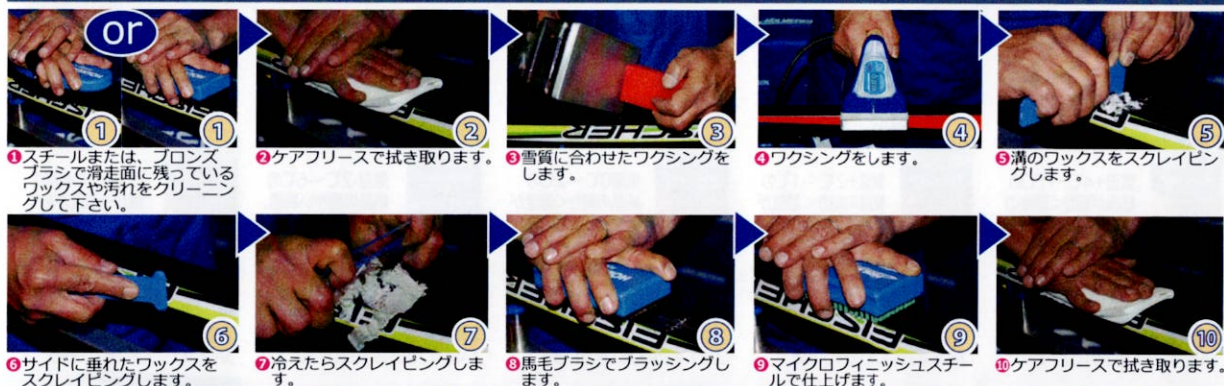 or
1
1
2
3
4
5
❶スチールまたは、ブロンズ
ブラシで滑走面に残っている
ワックスや汚れをクリーニン
グして下さい。
❷ケアフリースで拭き取ります。
❸雪質に合わせたワクシングを
します。
❹ワクシングをします。
❺溝のワックスをスクレイピン
グします。
6
7
8
9
10
❻サイドに垂れたワックスを
スクレイピングします。
❼冷えたらスクレイピングしま
す。
❽馬毛ブラシでブラッシングし
ます。
❾マイクロフィニッシュスチー
ルで仕上げます。
❿ケアフリースで拭き取ります。